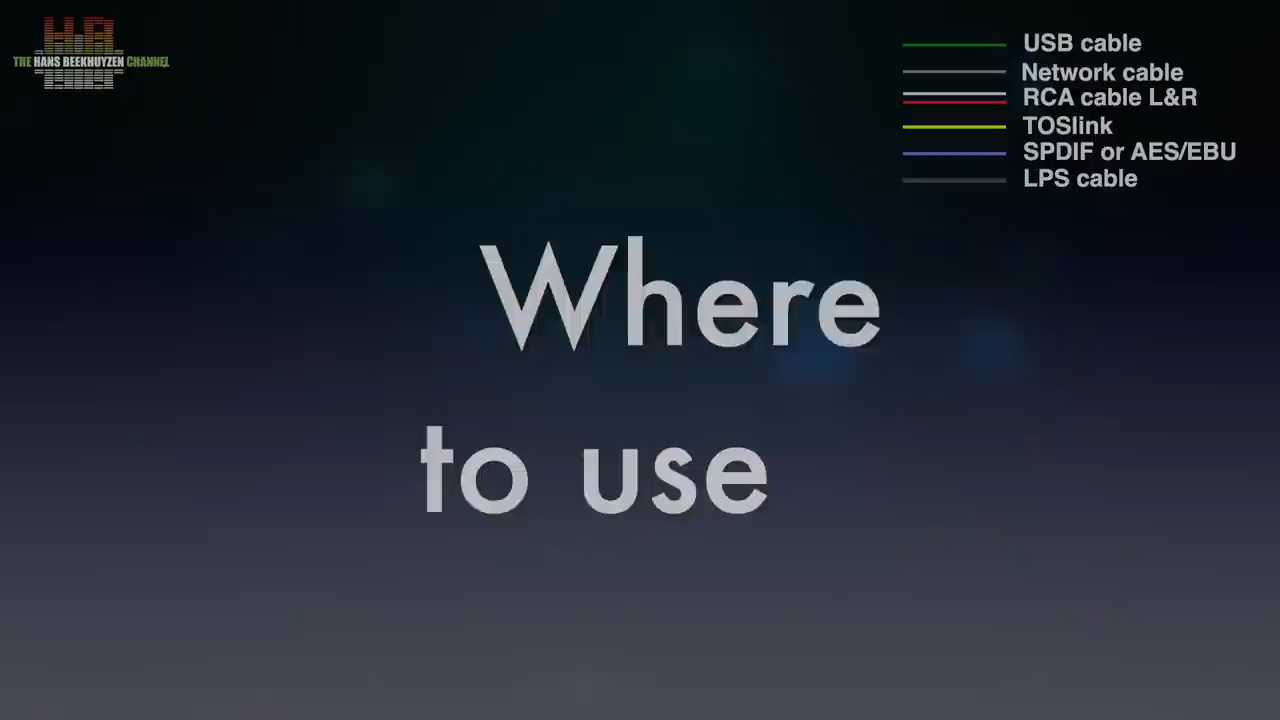 THE HANS BEEKHUYZEN CHANNEL
USB cable
Network cable
RCA cable L&R
TOSlink
SPDIF or AES/EBU
LPS cable
Where
to use